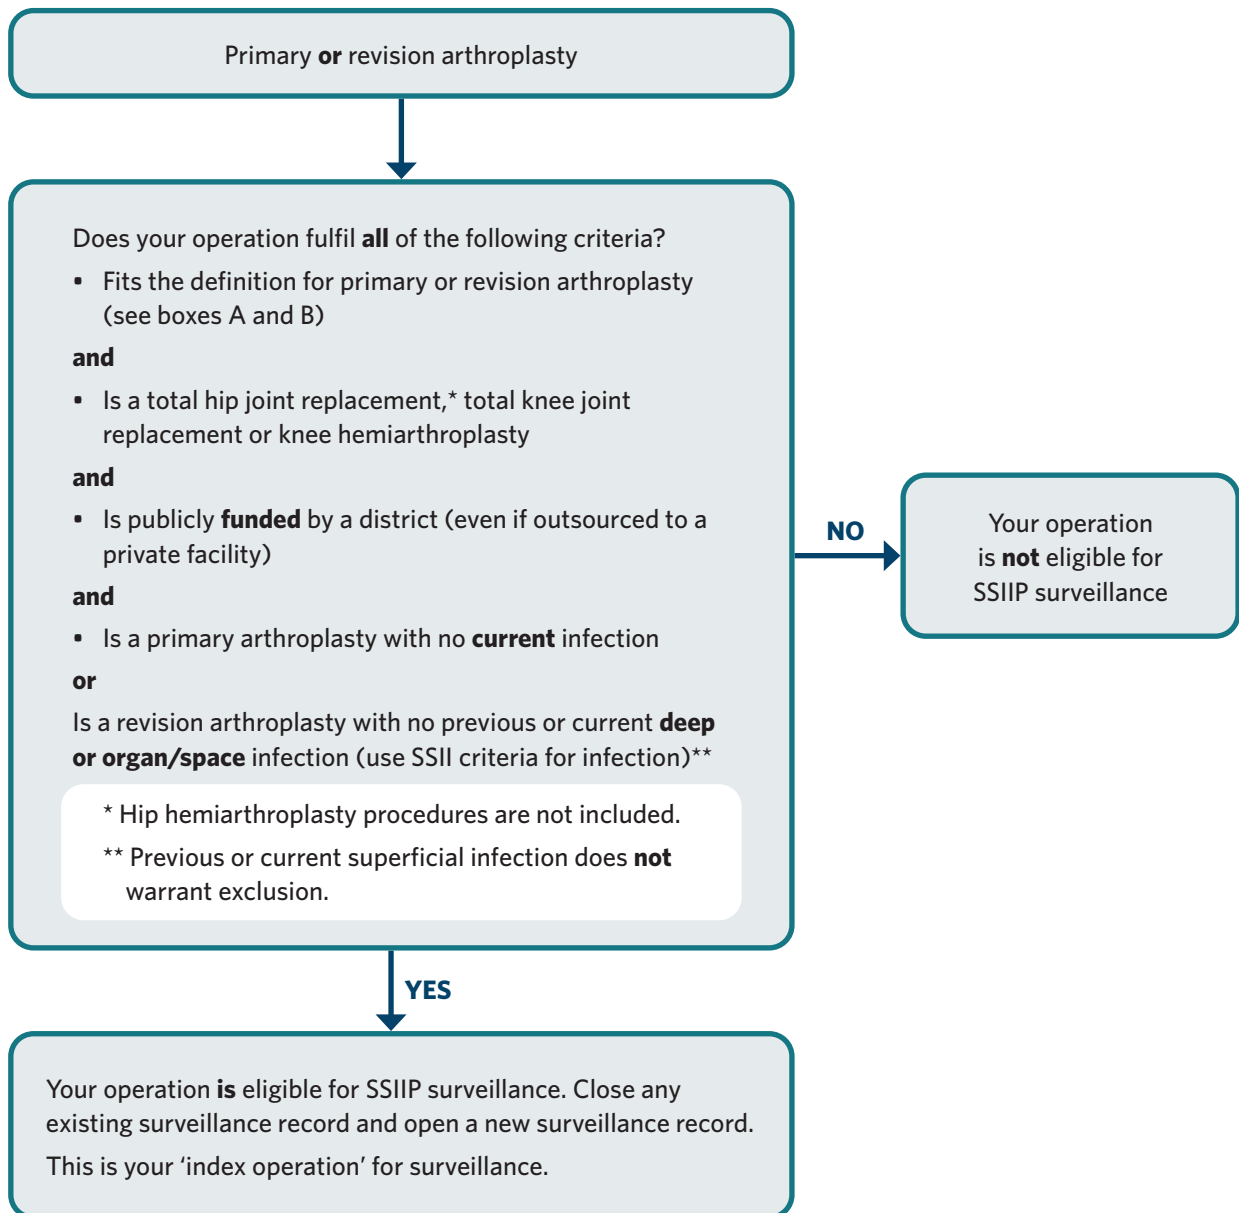 Primary or revision arthroplasty
Does your operation fulfil all of the following criteria?
• Fits the definition for primary or revision arthroplasty
(see boxes A and B)
and
• Is a total hip joint replacement,* total knee joint
replacement or knee hemiarthroplasty
and
• Is publicly funded by a district (even if outsourced to a
private facility)
and
• Is a primary arthroplasty with no current infection
or
Is a revision arthroplasty with no previous or current deep
or organ/space infection (use SSII criteria for infection)**
* Hip hemiarthroplasty procedures are not included.
** Previous or current superficial infection does not
warrant exclusion.
NO
Your operation
is not eligible for
SSIIP surveillance
YES
Your operation is eligible for SSIIP surveillance. Close any
existing surveillance record and open a new surveillance record.
This is your ‘index operation’ for surveillance.